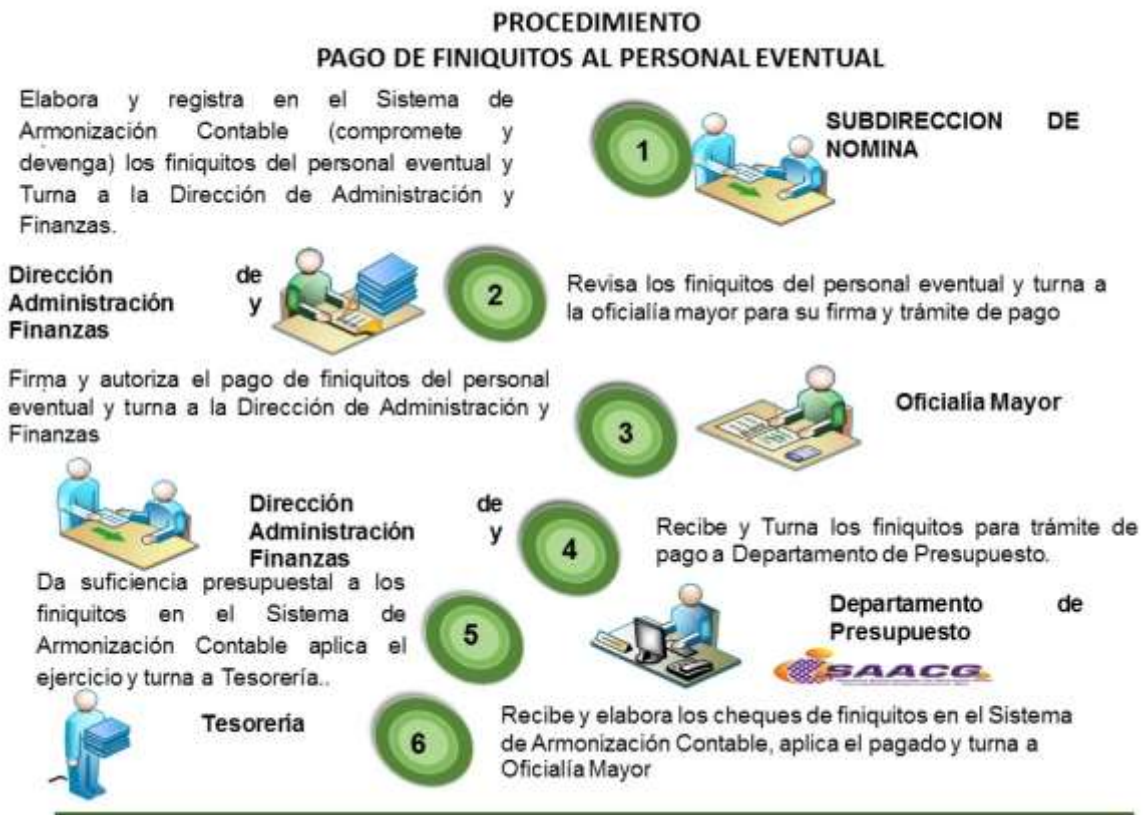 PROCEDIMIENTO
PAGO DE FINIQUITOS AL PERSONAL EVENTUAL
Elabora y registra en el Sistema de
Armonización Contable (compromete y
devenga) los finiquitos del personal eventual y
Turna a la Dirección de Administración y
Finanzas.
1
SUBDIRECCION DE
NOMINA
Dirección de
Administración y
Finanzas
2
Revisa los finiquitos del personal eventual y turna a
la oficialía mayor para su firma y trámite de pago
Firma y autoriza el pago de finiquitos del personal
eventual y turna a la Dirección de Administración y
Finanzas
3
Oficialía Mayor
Dirección de
Administración y
Finanzas
4
Recibe y Turna los finiquitos para trámite de
pago a Departamento de Presupuesto.
Da suficiencia presupuestal a los
finiquitos en el Sistema de
Armonización Contable aplica el
ejercicio y turna a Tesorería..
5
Departamento de
Presupuesto
SAACG
Tesorería
6
Recibe y elabora los cheques de finiquitos en el Sistema
de Armonización Contable, aplica el pagado y turna a
Oficialía Mayor